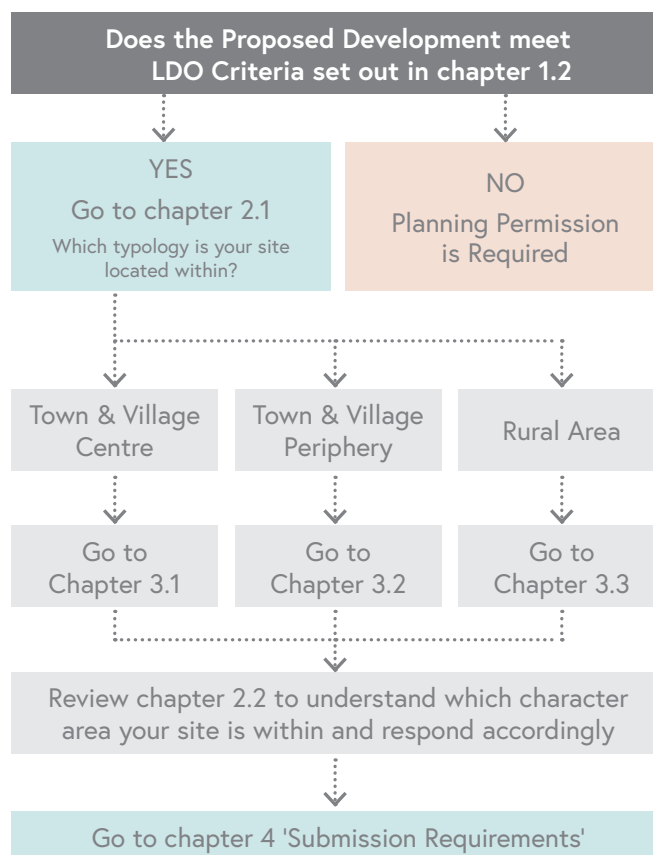 Does the Proposed Development meet
LDO Criteria set out in chapter 1.2
YES
Go to chapter 2.1
Which typology is your site
located within?
NO
Planning Permission
is Required
Town & Village
Centre
Town & Village
Periphery
Rural Area
Go to
Chapter 3.1
Go to
Chapter 3.2
Go to
Chapter 3.3
Review chapter 2.2 to understand which character
area your site is within and respond accordingly
Go to chapter 4 'Submission Requirements'